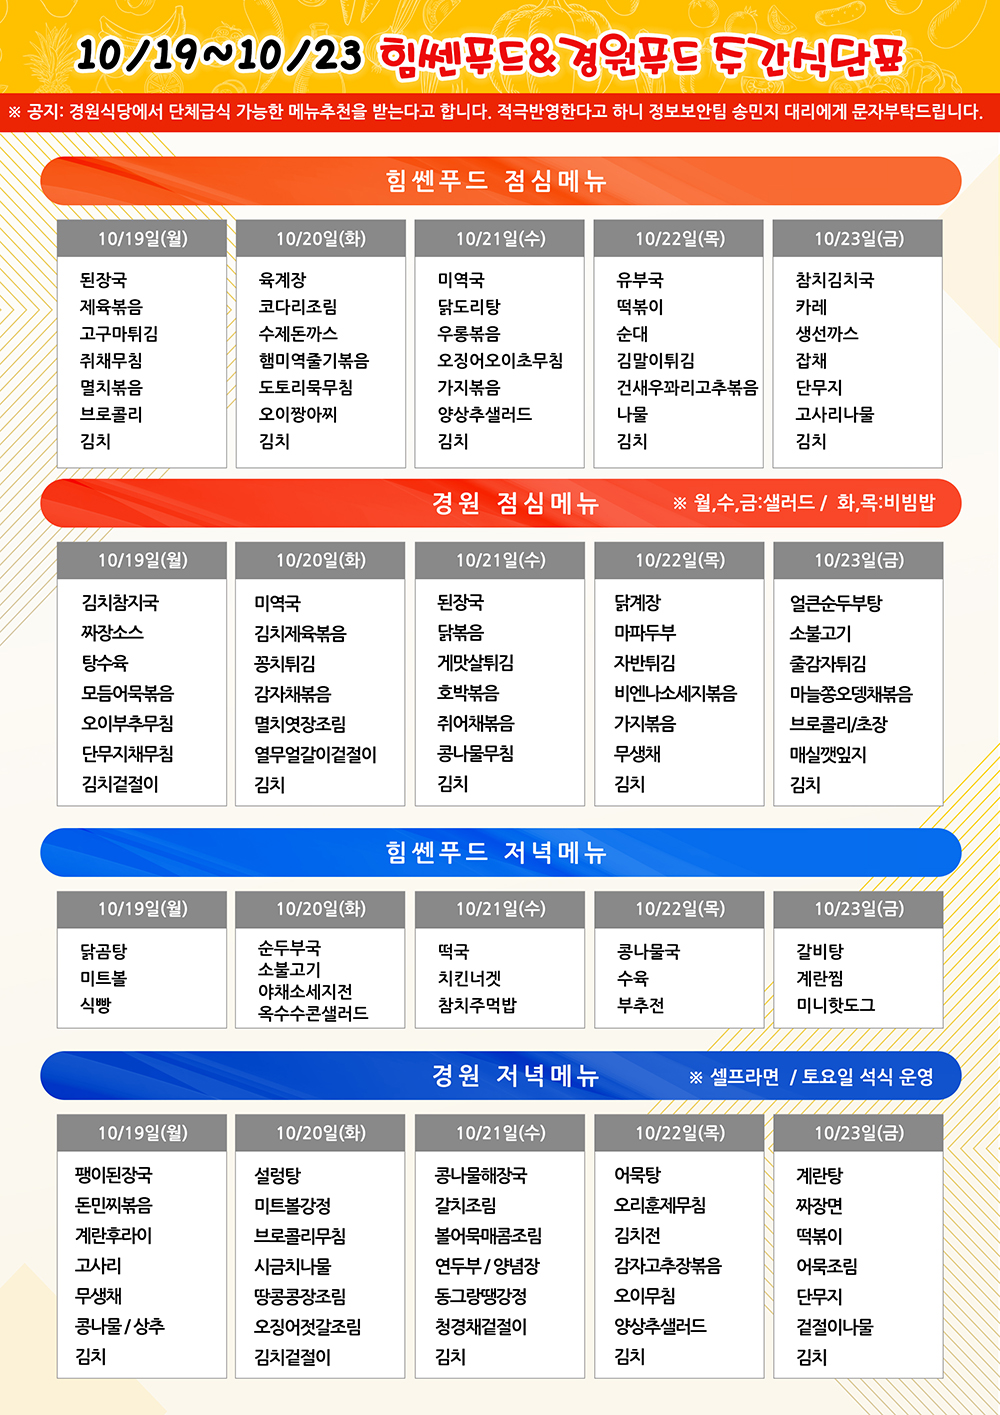 10/19~10/23 힘쎈푸드&경원푸드 주간식단표
※ 공지: 경원식당에서 단체급식 가능한 메뉴추천을 받는다고 합니다. 적극반영한다고 하니 정보보안팀 송민지 대리에게 문자부탁드립니다.
힘쎈푸드 점심메뉴
10/19일(월)
된장국
제육볶음
고구마튀김
쥐채무침
멸치볶음
브로콜리
김치
10/20일(화)
육계장
코다리조림
수제돈까스
햄미역줄기볶음
도토리묵무침
오이짱아찌
김치
10/21일(수)
미역국
닭도리탕
우롱볶음
오징어오이초무침
가지볶음
양상추샐러드
김치
10/22일(목)
유부국
떡볶이
순대
김말이튀김
건새우꽈리고추볶음
나물
김치
10/23일(금)
참치김치국
카레
생선까스
잡채
단무지
고사리나물
김치
경원 점심메뉴
※ 월,수,금:샐러드 / 화,목:비빔밥
10/19일(월)
김치참지국
짜장소스
탕수육
모듬어묵볶음
오이부추무침
단무지채무침
김치겉절이
10/20일(화)
미역국
김치제육볶음
꽁치튀김
감자채볶음
멸치엿장조림
열무얼갈이겉절이
김치
10/21일(수)
된장국
닭볶음
게맛살튀김
호박볶음
쥐어채볶음
콩나물무침
김치
10/22일(목)
닭계장
마파두부
자반튀김
비엔나소세지볶음
가지볶음
무생채
김치
10/23일(금)
얼큰순두부탕
소불고기
줄감자튀김
마늘쫑오뎅채볶음
브로콜리/초장
매실깻잎지
김치
힘쎈푸드 저녁메뉴
10/19일(월)
닭곰탕
미트볼
식빵
10/20일(화)
순두부국
소불고기
야채소세지전
옥수수콘샐러드
10/21일(수)
떡국
치킨너겟
참치주먹밥
10/22일(목)
콩나물국
수육
부추전
10/23일(금)
갈비탕
계란찜
미니핫도그
경원 저녁메뉴
※ 셀프라면 / 토요일 석식 운영
10/19일(월)
팽이된장국
돈민찌볶음
계란후라이
고사리
무생채
콩나물 / 상추
김치
10/20일(화)
설렁탕
미트볼강정
브로콜리무침
시금치나물
땅콩콩장조림
오징어젓갈조림
김치겉절이
10/21일(수)
콩나물해장국
갈치조림
볼어묵매콤조림
연두부 / 양념장
동그랑땡강정
청경채겉절이
김치
10/22일(목)
어묵탕
오리훈제무침
김치전
감자고추장볶음
오이무침
양상추샐러드
김치
10/23일(금)
계란탕
짜장면
떡볶이
어묵조림
단무지
겉절이나물
김치